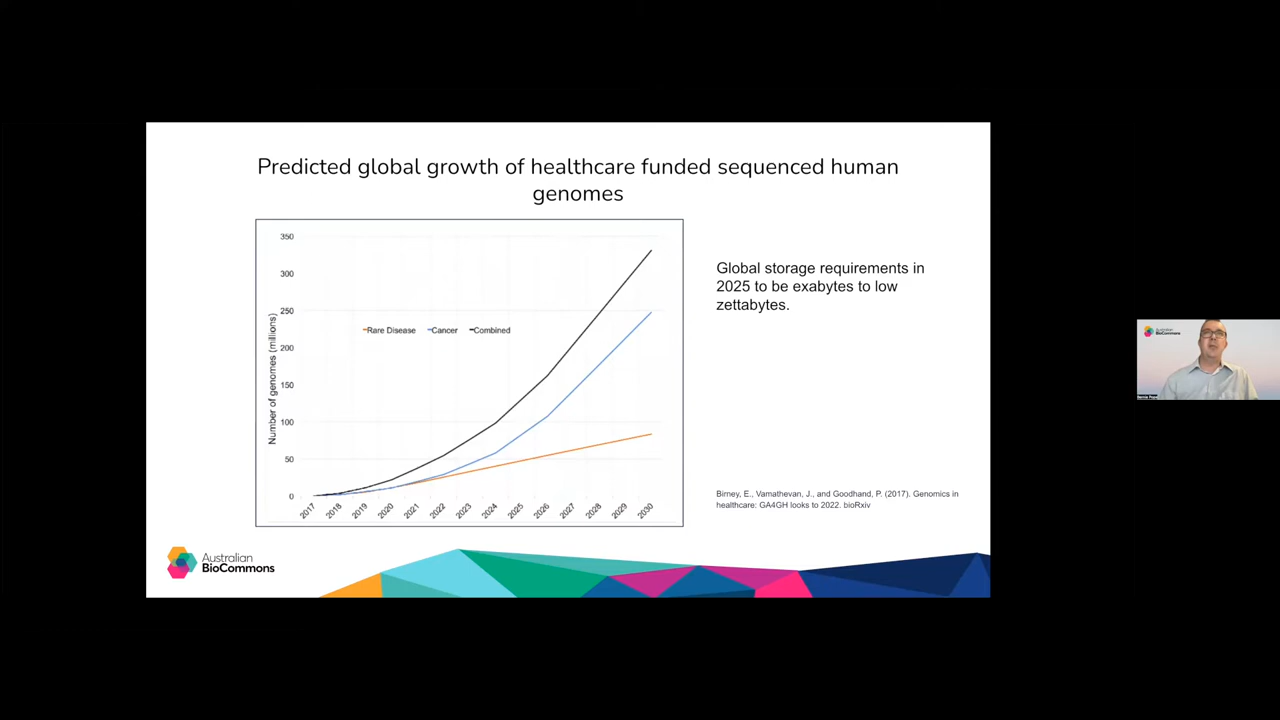 Predicted global growth of healthcare funded sequenced human
genomes
350
300
250
200
150
100
50
0
Number of genomes (millions)
Rare Disease Cancer Combined
2017 2018 2019 2020 2021 2022 2023 2024 2025 2026 2027 2028 2029 2030
Global storage requirements in
2025 to be exabytes to low
zettabytes.
Birney, E., Vamathevan, J., and Goodhand, P. (2017). Genomics in
healthcare: GA4GH looks to 2022. bioRxiv
Australian
BioCommons
Australian
BioCommons